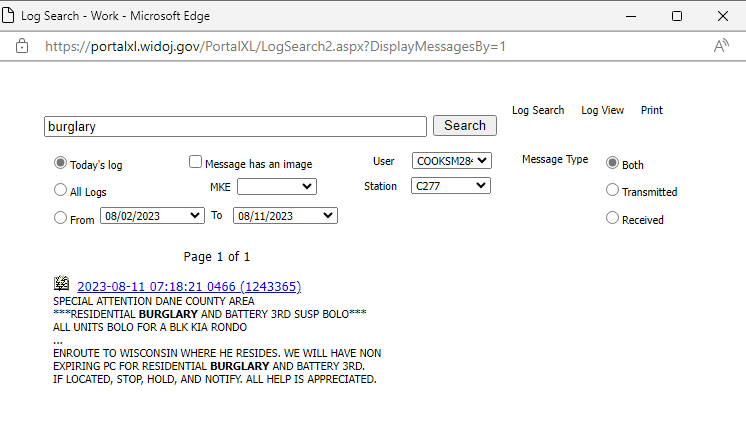 Log Search - Work - Microsoft Edge
https://portalxl.widoj.gov/PortalXL/LogSearch2.aspx?DisplayMessagesBy=1
Log Search Log View Print
burglary Search
Today's log Message has an image User COOKSM284 Message Type Both
All Logs MKE Station C277 Transmitted
From 08/02/2023 To 08/11/2023 Received
Page 1 of 1
2023-08-11 07:18:21 0466 (1243365)
SPECIAL ATTENTION DANE COUNTY AREA
***RESIDENTIAL BURGLARY AND BATTERY 3RD SUSP BOLO***
ALL UNITS BOLO FOR A BLK KIA RONDO
...
ENROUTE TO WISCONSIN WHERE HE RESIDES. WE WILL HAVE NON
EXPIRING PC FOR RESIDENTIAL BURGLARY AND BATTERY 3RD.
IF LOCATED, STOP, HOLD, AND NOTIFY. ALL HELP IS APPRECIATED.